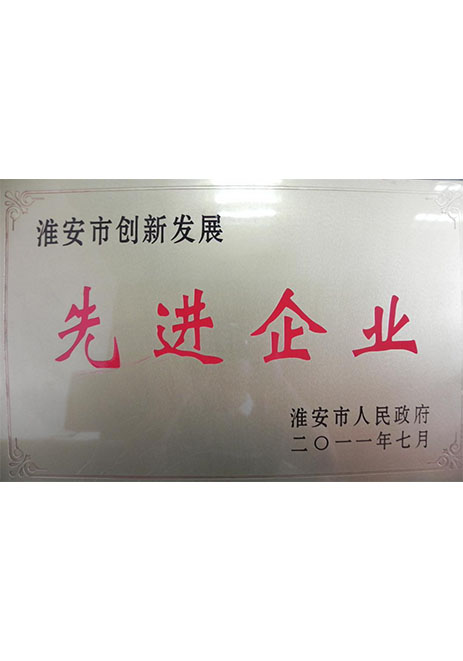 淮安市创新发展
先进企业
淮安市人民政府
二〇一一年七月